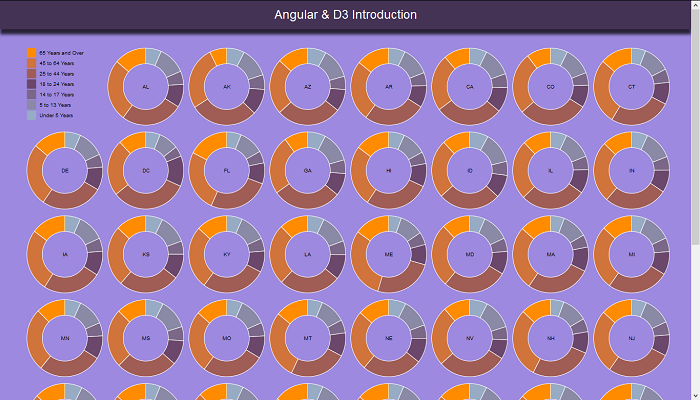 Angular & D3 Introduction
65 Years and Over
45 to 64 Years
25 to 44 Years
18 to 24 Years
14 to 17 Years
5 to 13 Years
Under 5 Years
AL AK AZ AR CA CO CT
DE DC FL GA HI ID IL IN
IA KS KY LA ME MD MA MI
MN MS MO MT NE NV NH NJ